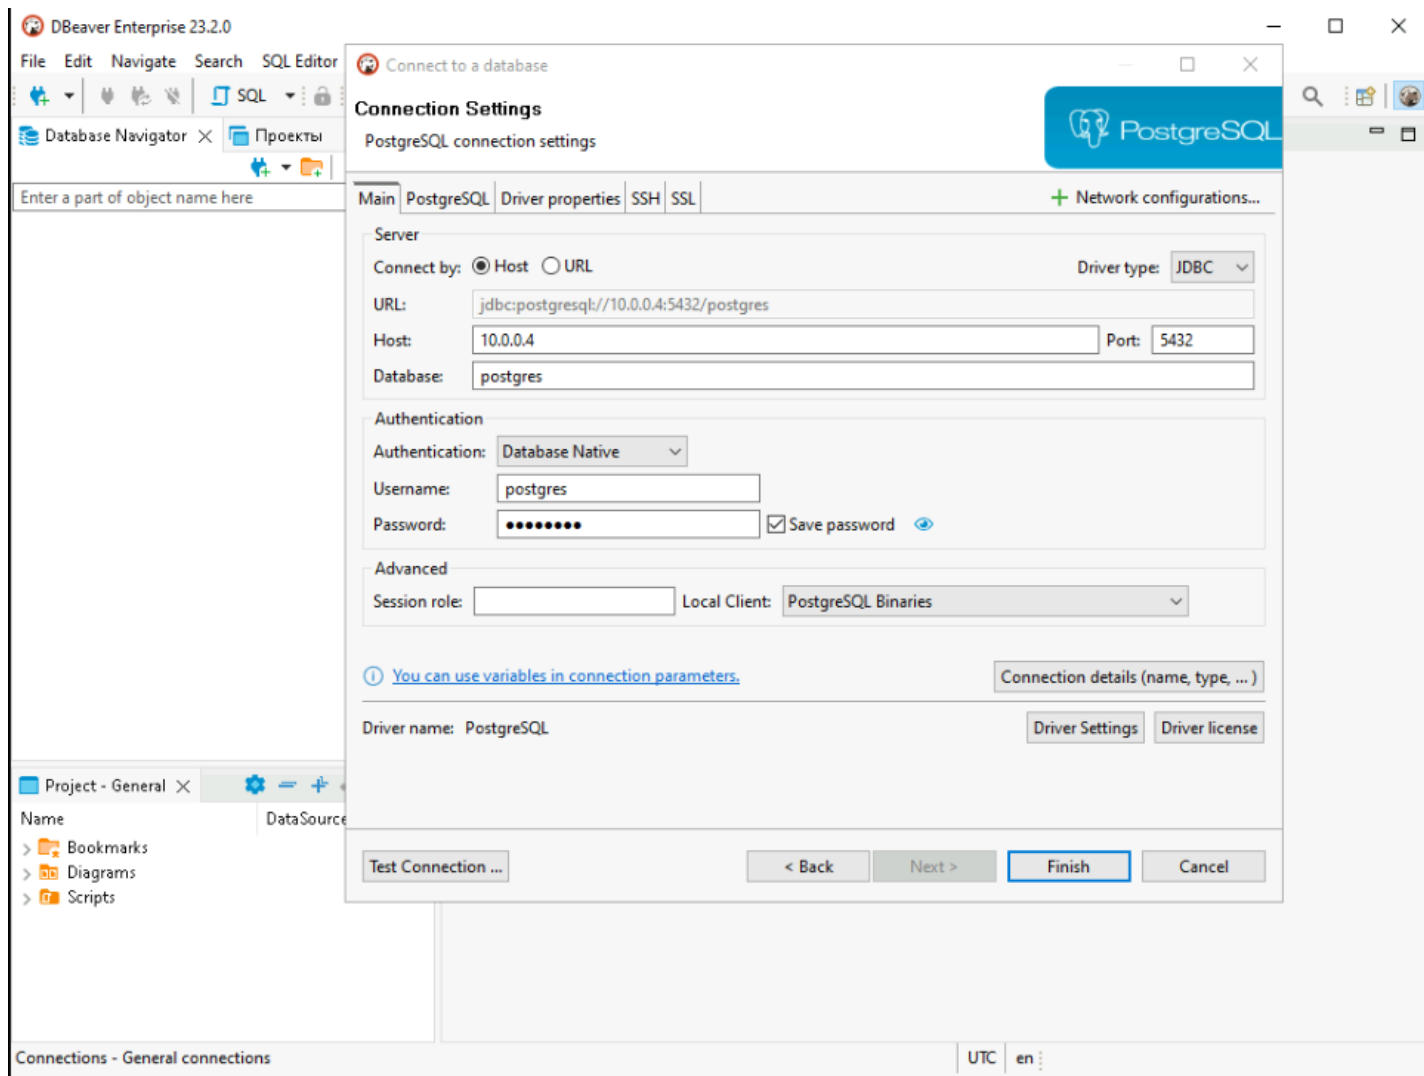 DBeaver Enterprise 23.2.0
File Edit Navigate Search SQL Editor
SQL
Database Navigator
Проекты
Enter a part of object name here
Connect to a database
Connection Settings
PostgreSQL connection settings
PostgreSQL
Main PostgreSQL Driver properties SSH SSL
Network configurations...
Server
Connect by: Host URL
Driver type: JDBC
URL: jdbc:postgresql://10.0.0.4:5432/postgres
Host: 10.0.0.4 Port: 5432
Database: postgres
Authentication
Authentication: Database Native
Username: postgres
Password: •••••••• Save password
Advanced
Session role: Local Client: PostgreSQL Binaries
You can use variables in connection parameters.
Connection details (name, type, ... )
Driver name: PostgreSQL
Driver Settings Driver license
Project - General
Name DataSource
Bookmarks
Diagrams
Scripts
Test Connection ... < Back Next > Finish Cancel
Connections - General connections
UTC en